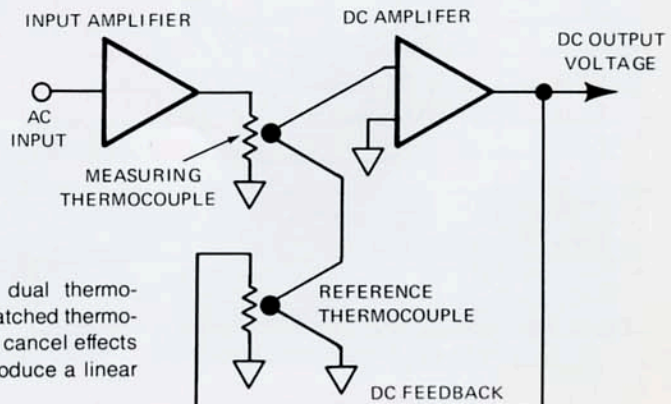 INPUT AMPLIFIER
DC AMPLIFER
DC OUTPUT
VOLTAGE
AC
INPUT
MEASURING
THERMOCOUPLE
dual thermo-
atched thermo-
cancel effects
oduce a linear
REFERENCE
THERMOCOUPLE
DC FEEDBACK